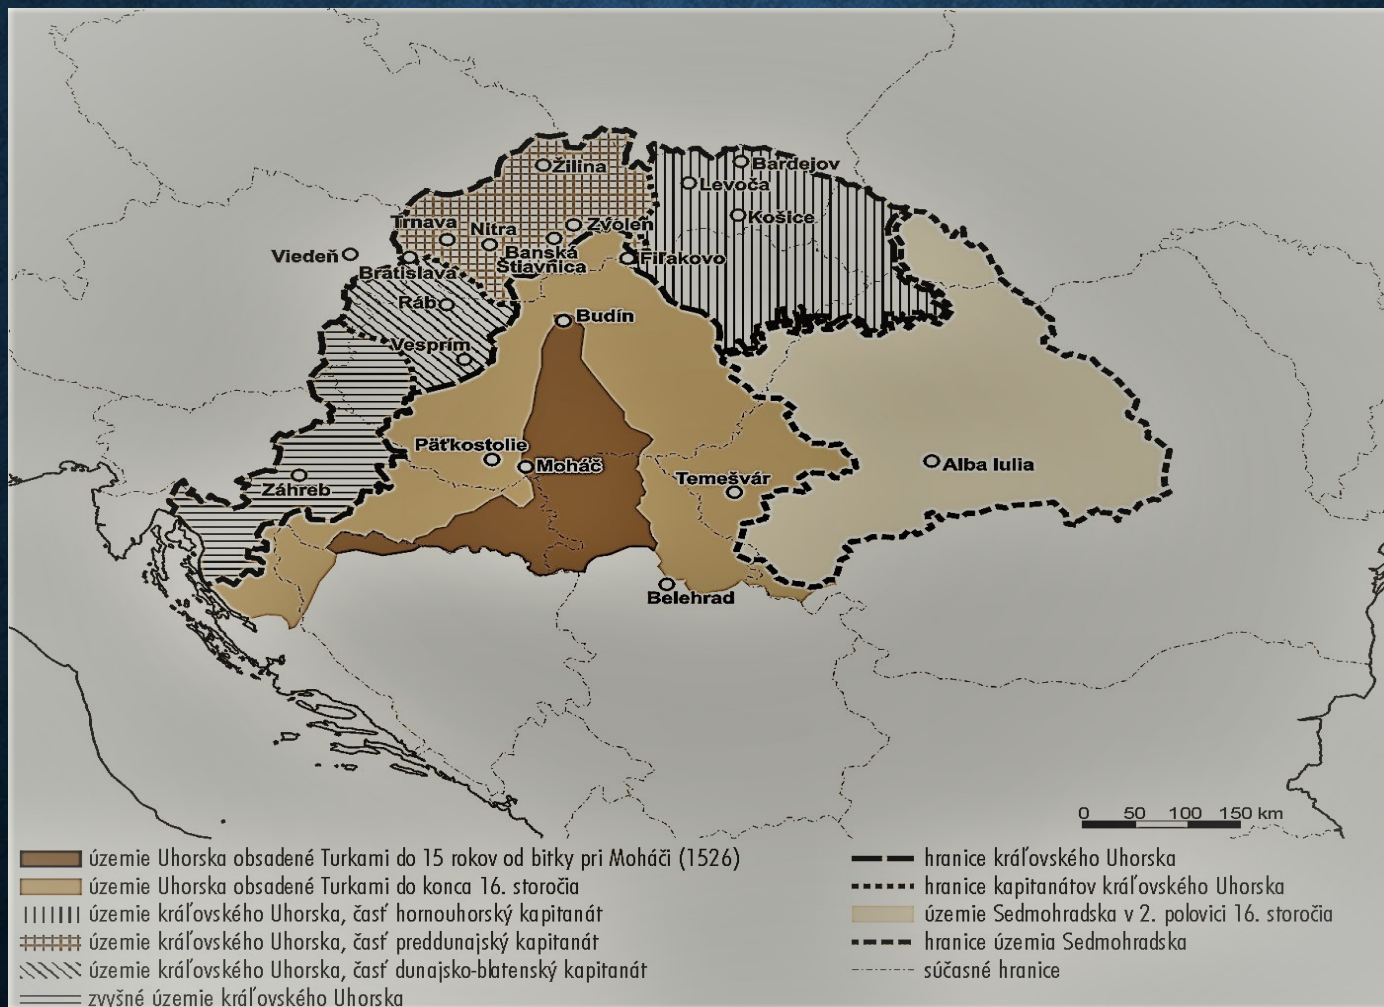 Žilina
Bardejov
Levoča
Košice
Trnava
Nitra
Zvolen
Banská
Štiavnica
Fiľakovo
Viedeň
Bratislava
Ráb
Budín
Vesprím
Päťkostolie
Moháč
Temešvár
Alba Iulia
Záhreb
Belehrad
0 50 100 150 km
územie Uhorska obsadené Turkami do 15 rokov od bitky pri Moháči (1526)
územie Uhorska obsadené Turkami do konca 16. storočia
územie kráľovského Uhorska, časť hornouhorský kapitanát
územie kráľovského Uhorska, časť preddunajský kapitanát
územie kráľovského Uhorska, časť dunajsko-blatenský kapitanát
zvyšné územie kráľovského Uhorska
hranice kráľovského Uhorska
hranice kapitanátov kráľovského Uhorska
územie Sedmohradska v 2. polovici 16. storočia
hranice územia Sedmohradska
súčasné hranice